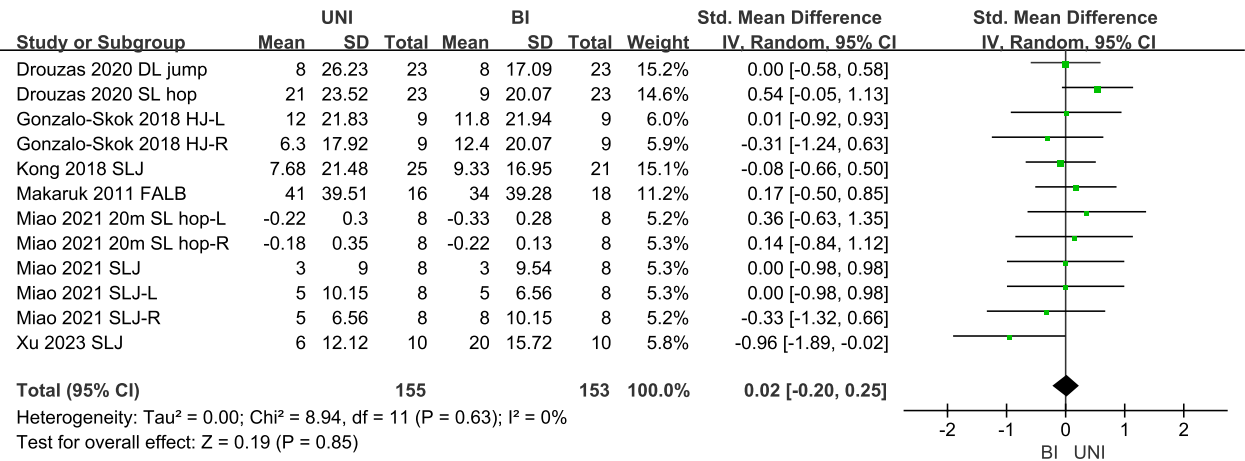 UNI BI Std. Mean Difference Std. Mean Difference
Study or Subgroup Mean SD Total Mean SD Total Weight IV, Random, 95% CI IV, Random, 95% CI
Drouzas 2020 DL jump 8 26.23 23 8 17.09 23 15.2% 0.00 [-0.58, 0.58]
Drouzas 2020 SL hop 21 23.52 23 9 20.07 23 14.6% 0.54 [-0.05, 1.13]
Gonzalo-Skok 2018 HJ-L 12 21.83 9 11.8 21.94 9 6.0% 0.01 [-0.92, 0.93]
Gonzalo-Skok 2018 HJ-R 6.3 17.92 9 12.4 20.07 9 5.9% -0.31 [-1.24, 0.63]
Kong 2018 SLJ 7.68 21.48 25 9.33 16.95 21 15.1% -0.08 [-0.66, 0.50]
Makaruk 2011 FALB 41 39.51 16 34 39.28 18 11.2% 0.17 [-0.50, 0.85]
Miao 2021 20m SL hop-L -0.22 0.3 8 -0.33 0.28 8 5.2% 0.36 [-0.63, 1.35]
Miao 2021 20m SL hop-R -0.18 0.35 8 -0.22 0.13 8 5.3% 0.14 [-0.84, 1.12]
Miao 2021 SLJ 3 9 8 3 9.54 8 5.3% 0.00 [-0.98, 0.98]
Miao 2021 SLJ-L 5 10.15 8 5 6.56 8 5.3% 0.00 [-0.98, 0.98]
Miao 2021 SLJ-R 5 6.56 8 8 10.15 8 5.2% -0.33 [-1.32, 0.66]
Xu 2023 SLJ 6 12.12 10 20 15.72 10 5.8% -0.96 [-1.89, -0.02]
Total (95% CI) 155 153 100.0% 0.02 [-0.20, 0.25]
Heterogeneity: Tau² = 0.00; Chi² = 8.94, df = 11 (P = 0.63); I² = 0%
Test for overall effect: Z = 0.19 (P = 0.85)
-2 -1 0 1 2
BI UNI